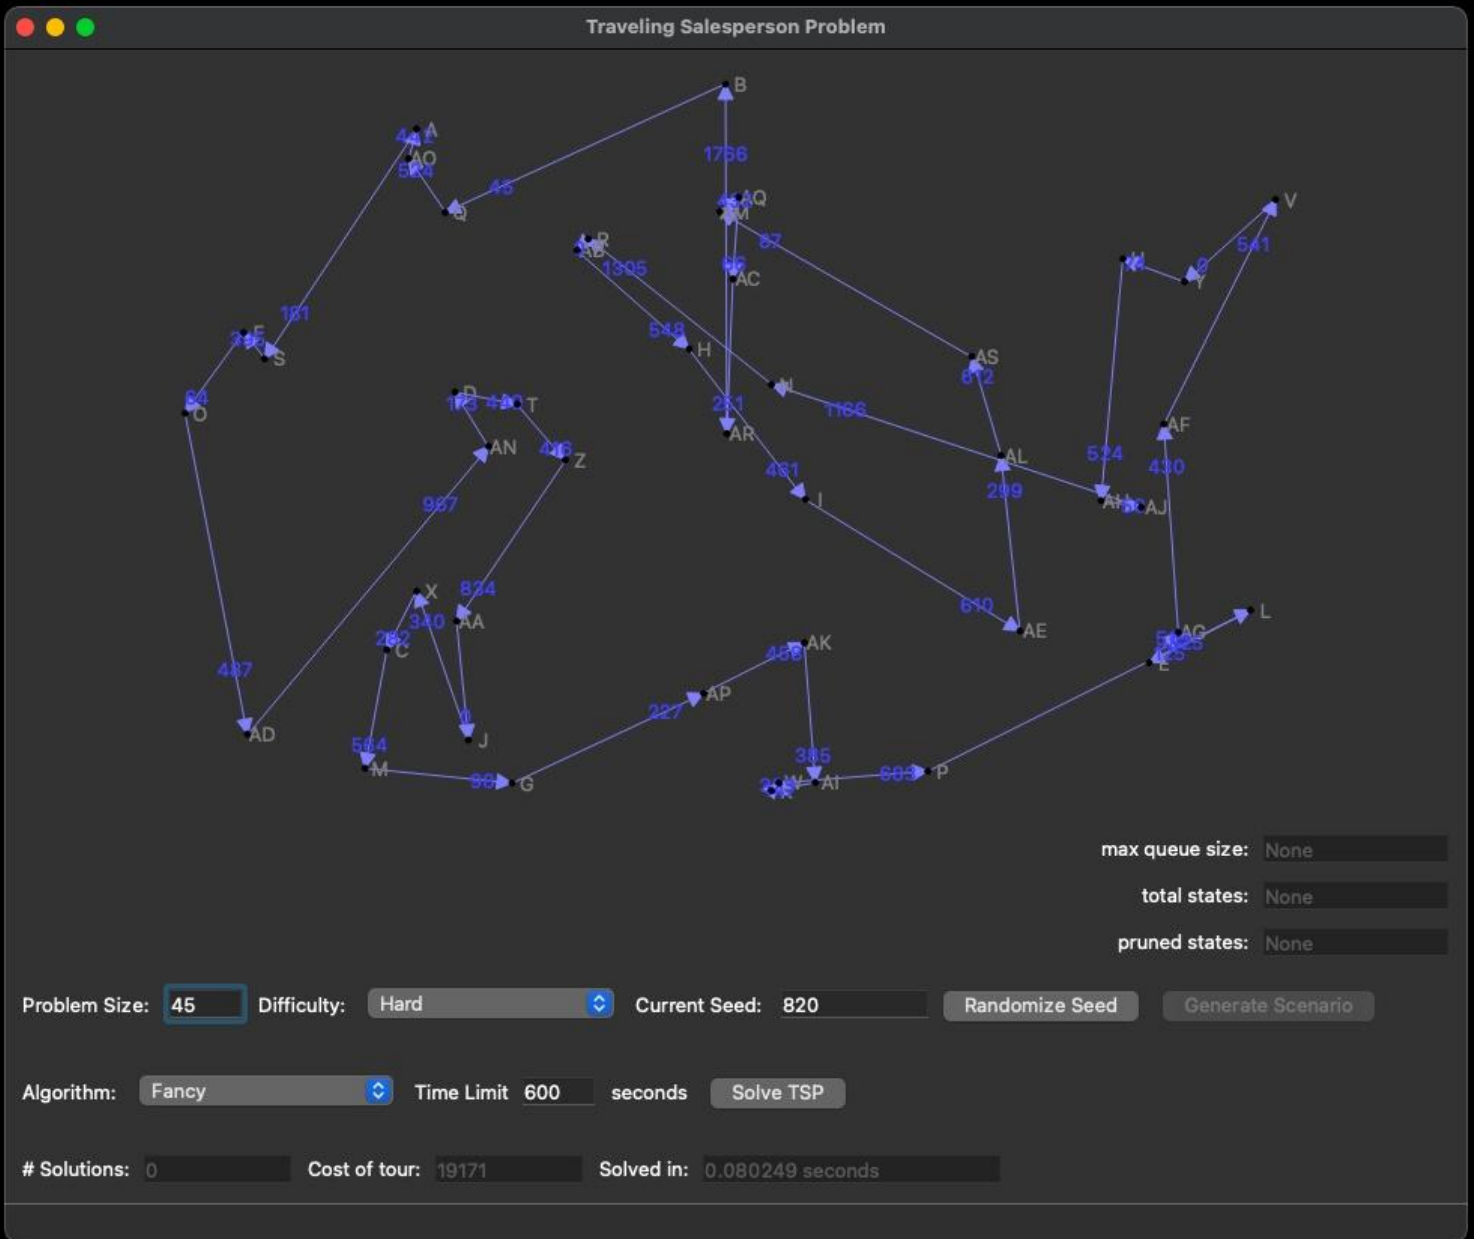 Traveling Salesperson Problem
B
A
AO
Q
1766
45
AQ
V
87
541
1305
AC
0
Y
548
H
181
S
AS
O
T
1166
251
AR
AF
AN
Z
AL
524
430
461
299
I
AJ
967
834
X
340
AA
610
AE
L
C
AK
AG
E
487
AP
227
AD
J
564
385
M
G
AI
P
max queue size: None
total states: None
pruned states: None
Problem Size: 45 Difficulty: Hard Current Seed: 820 Randomize Seed Generate Scenario
Algorithm: Fancy Time Limit 600 seconds Solve TSP
# Solutions: 0 Cost of tour: 19171 Solved in: 0.080249 seconds